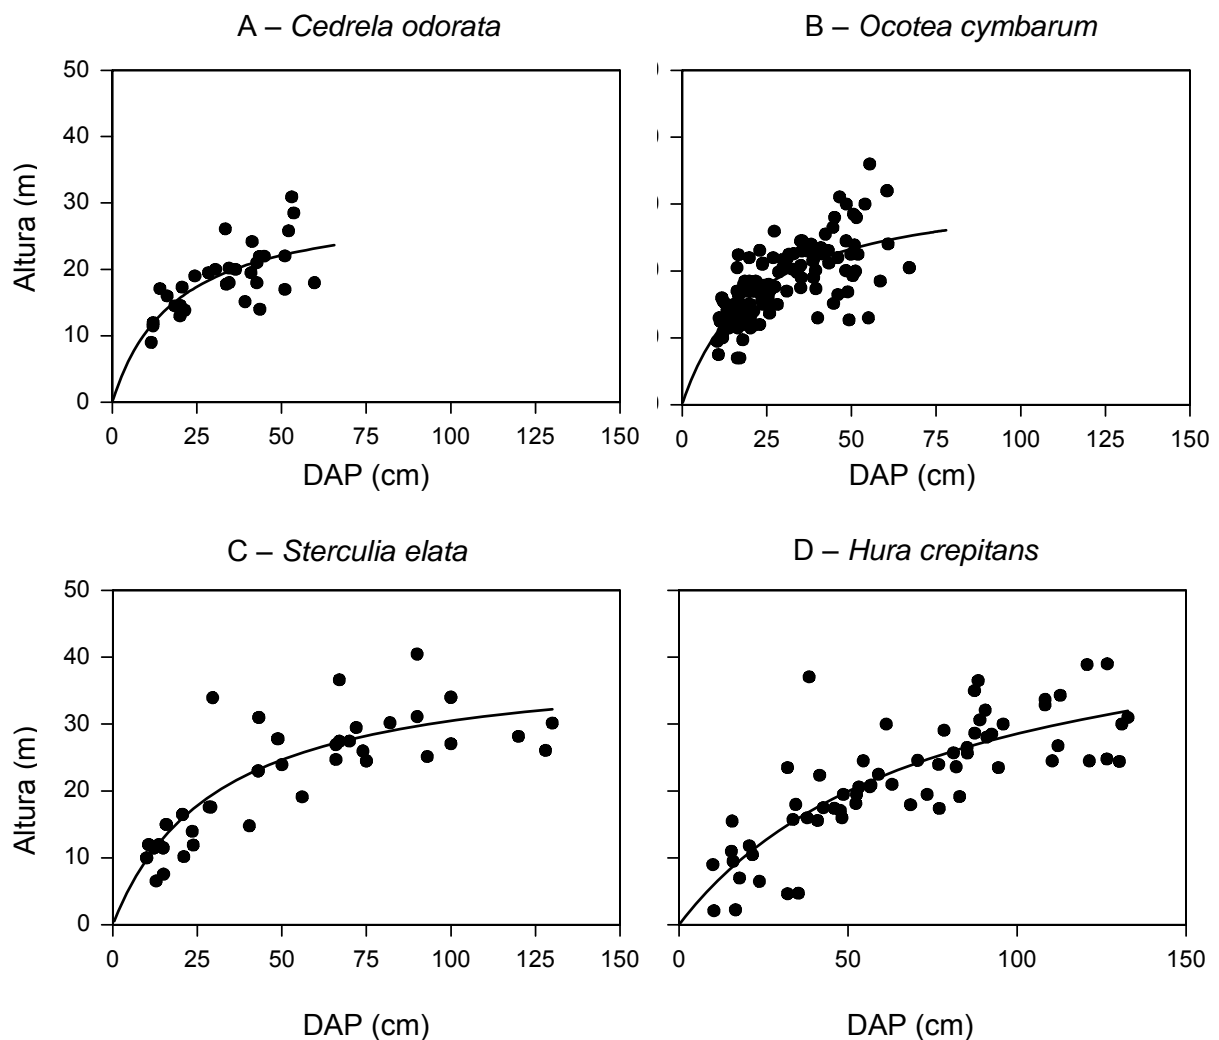 A – Cedrela odorata
B – Ocotea cymbarum
50
40
30
20
10
0
Altura (m)
0 25 50 75 100 125 150
DAP (cm)
0 25 50 75 100 125 150
DAP (cm)
C – Sterculia elata
D – Hura crepitans
50
40
30
20
10
0
Altura (m)
0 25 50 75 100 125 150
DAP (cm)
0 50 100 150
DAP (cm)